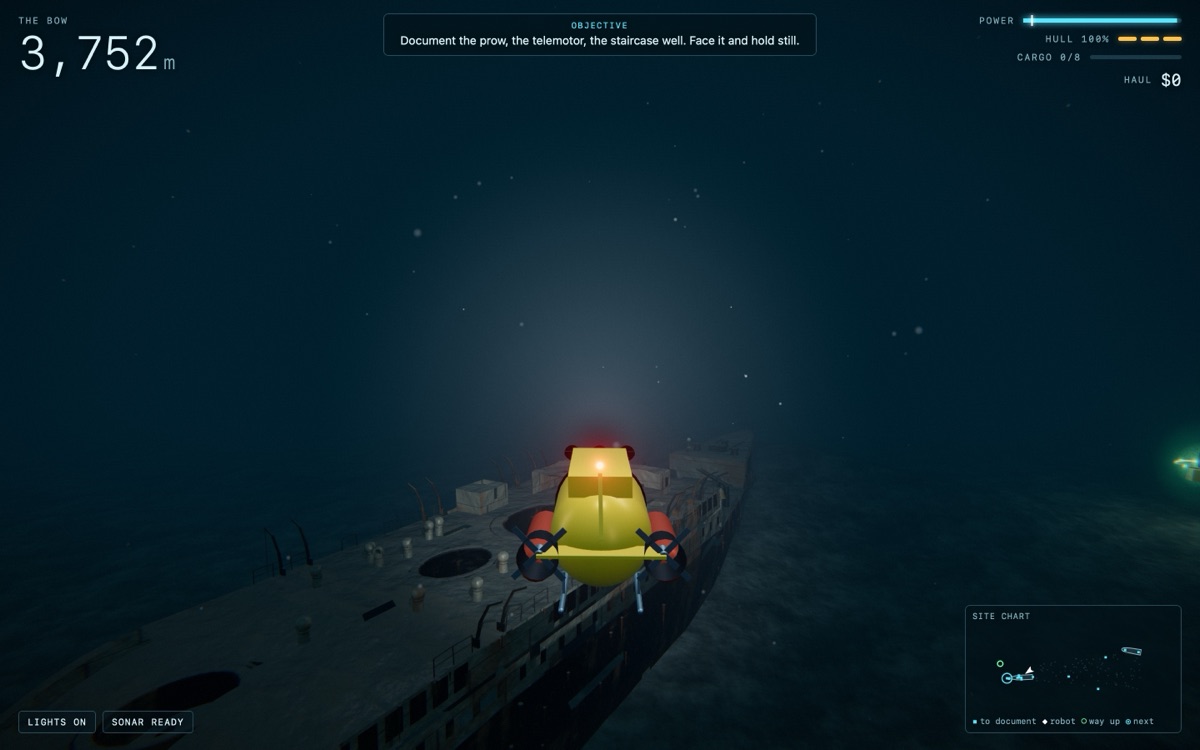 THE BOW
3,752m
OBJECTIVE
Document the prow, the telemotor, the staircase well. Face it and hold still.
POWER
HULL 100%
CARGO 0/8
HAUL $0
LIGHTS ON
SONAR READY
SITE CHART
to document robot way up next